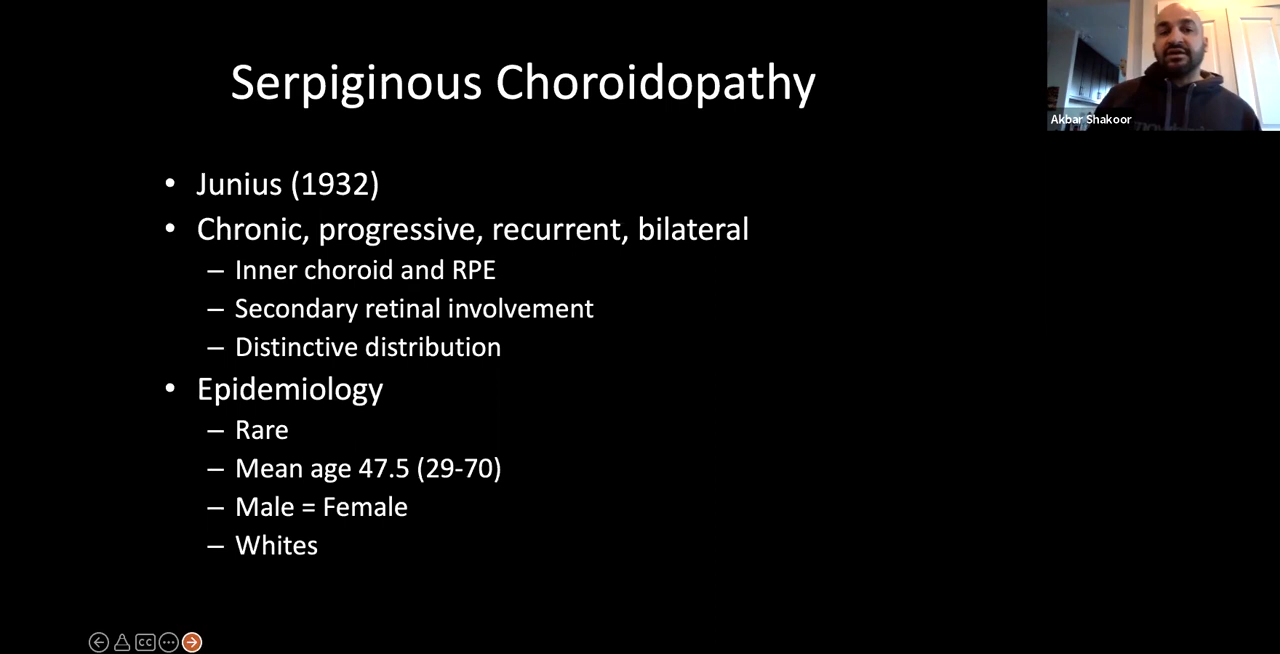 Serpiginous Choroidopathy
Akbar Shakoor
• Junius (1932)
• Chronic, progressive, recurrent, bilateral
– Inner choroid and RPE
– Secondary retinal involvement
– Distinctive distribution
• Epidemiology
– Rare
– Mean age 47.5 (29-70)
– Male = Female
– Whites
CC